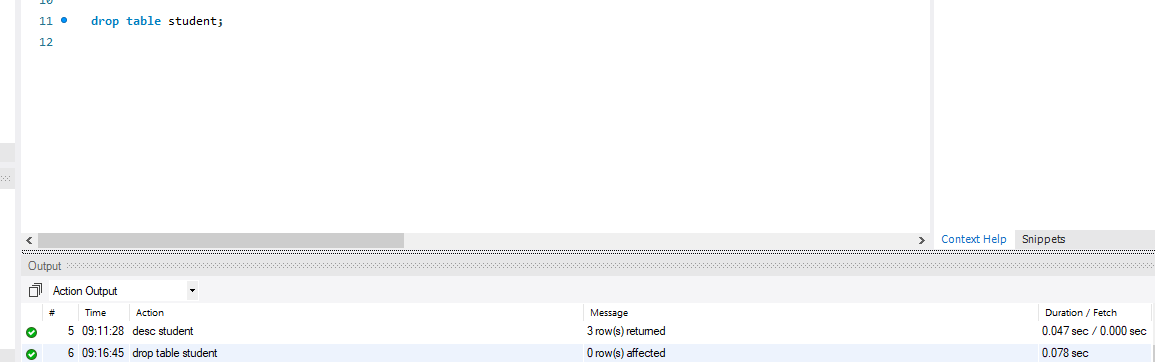 10
11 drop table student;
12
Context Help Snippets
Output
Action Output
# Time Action Message Duration / Fetch
5 09:11:28 desc student 3 row(s) returned 0.047 sec / 0.000 sec
6 09:16:45 drop table student 0 row(s) affected 0.078 sec